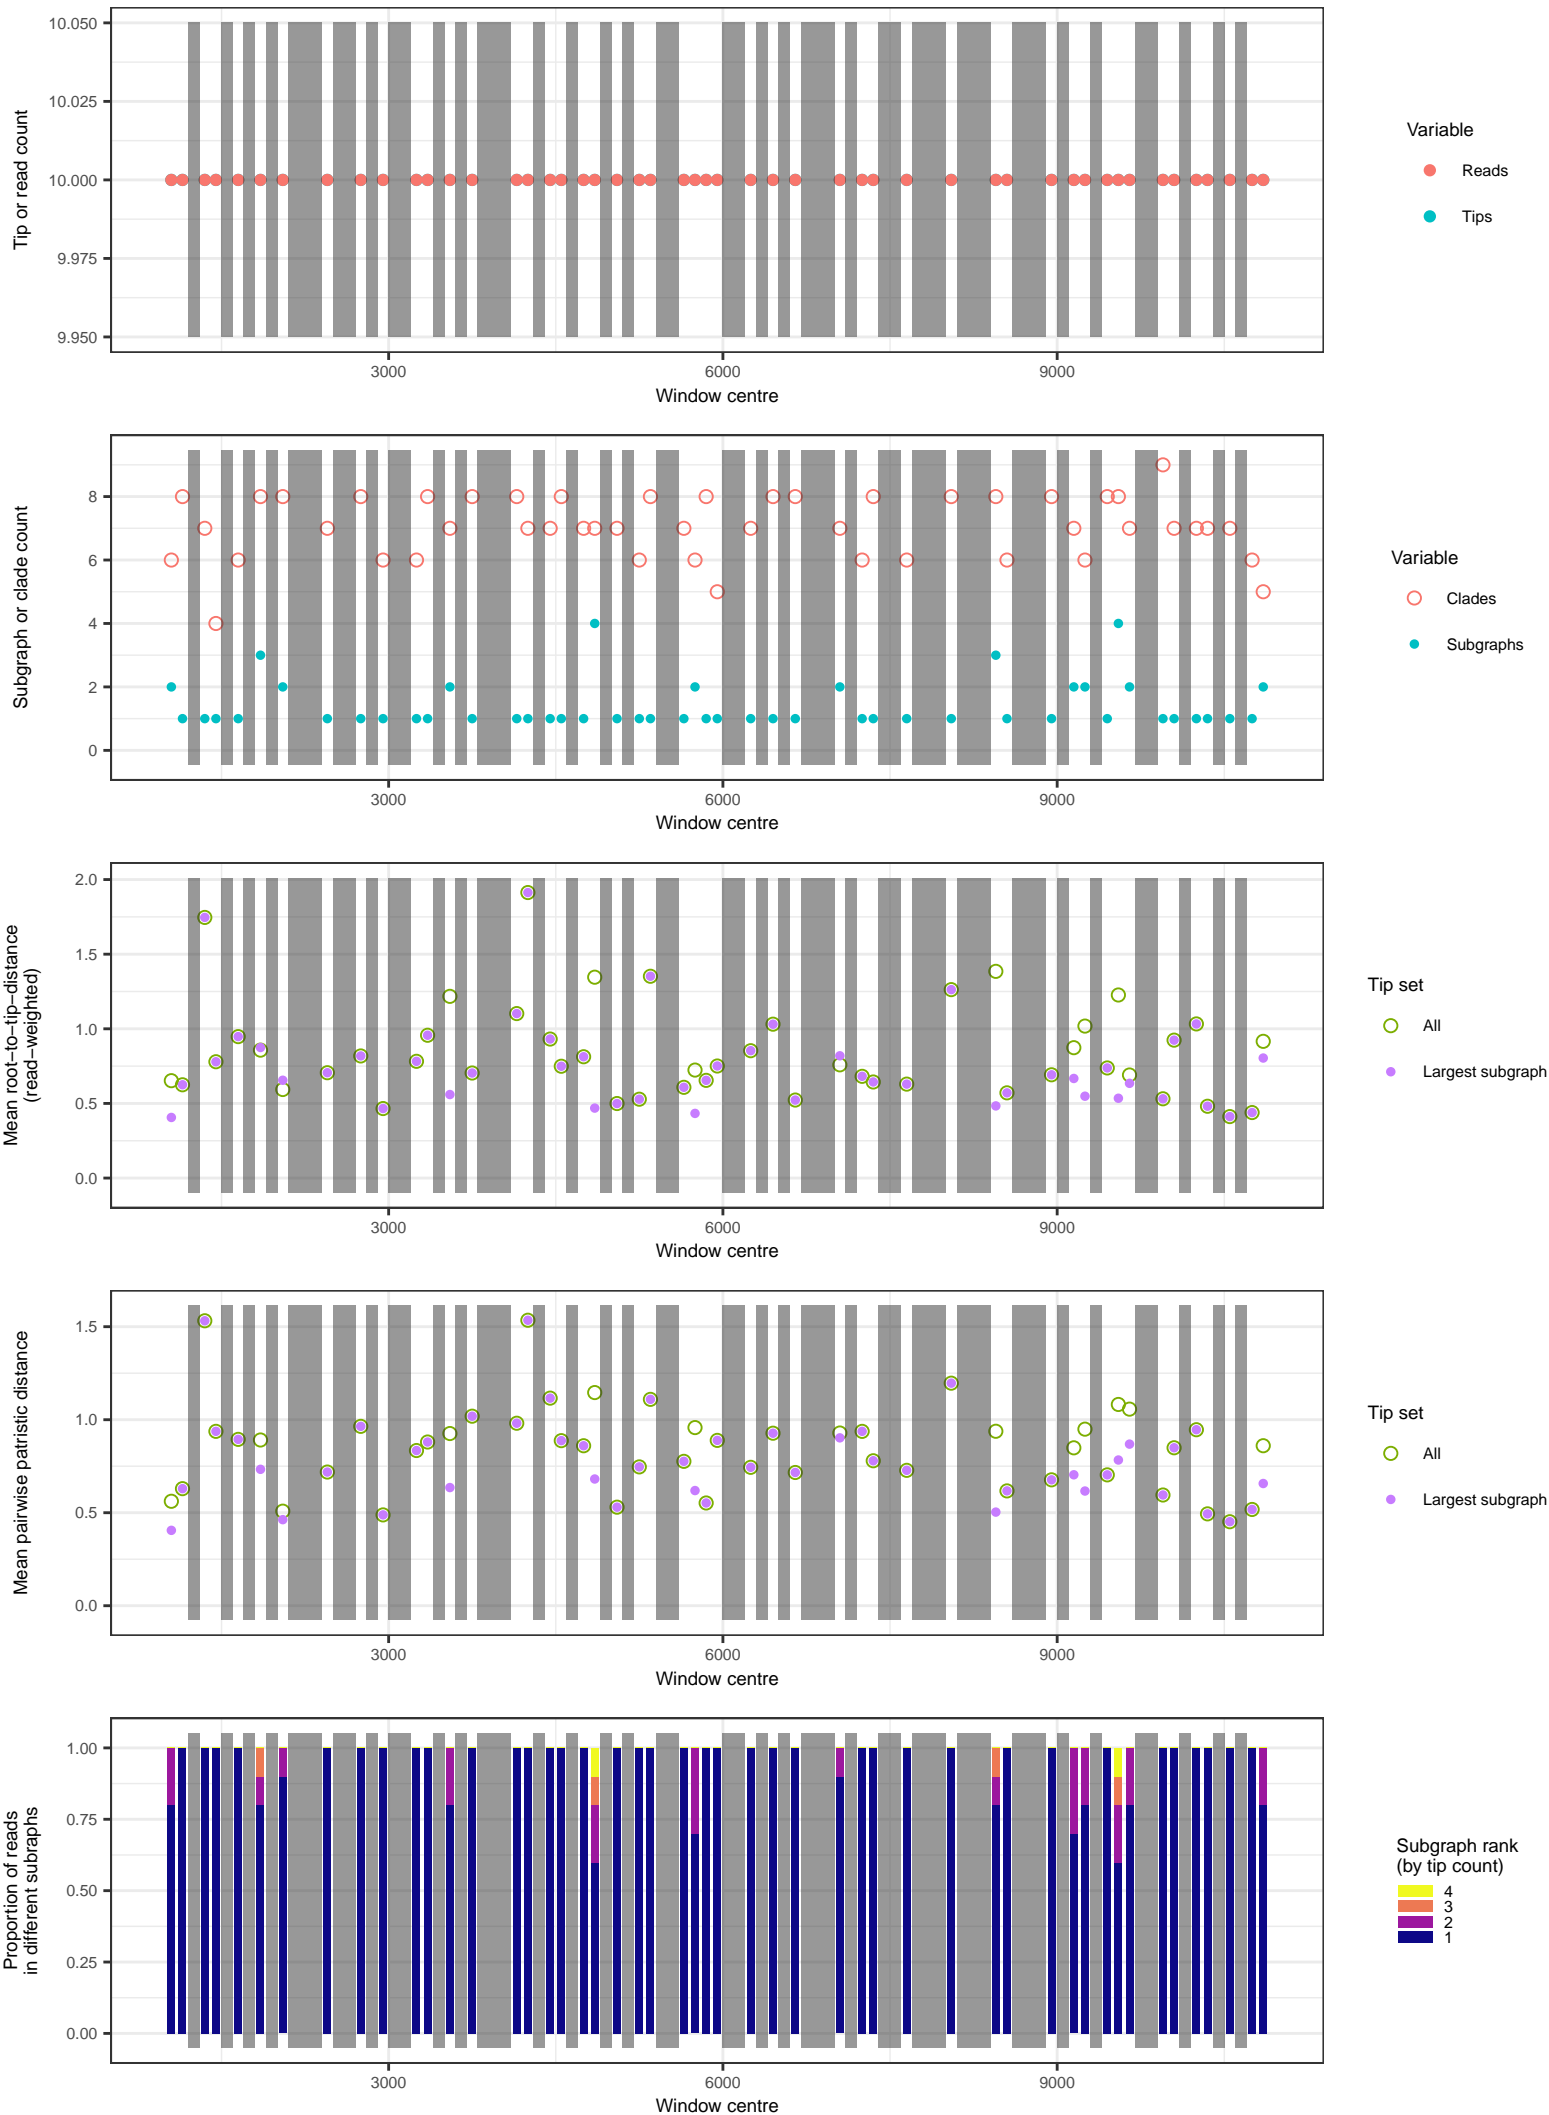 10.050
10.025
10.000
9.975
9.950
Tip or read count
3000 6000 9000
Window centre
Variable
Reads
Tips
8
6
4
2
0
Subgraph or clade count
3000 6000 9000
Window centre
Variable
Clades
Subgraphs
2.0
1.5
1.0
0.5
0.0
Mean root−to−tip−distance
(read−weighted)
3000 6000 9000
Window centre
Tip set
All
Largest subgraph
1.5
1.0
0.5
0.0
Mean pairwise patristic distance
3000 6000 9000
Window centre
Tip set
All
Largest subgraph
1.00
0.75
0.50
0.25
0.00
Proportion of reads
in different subraphs
3000 6000 9000
Window centre
Subgraph rank
(by tip count)
4
3
2
1